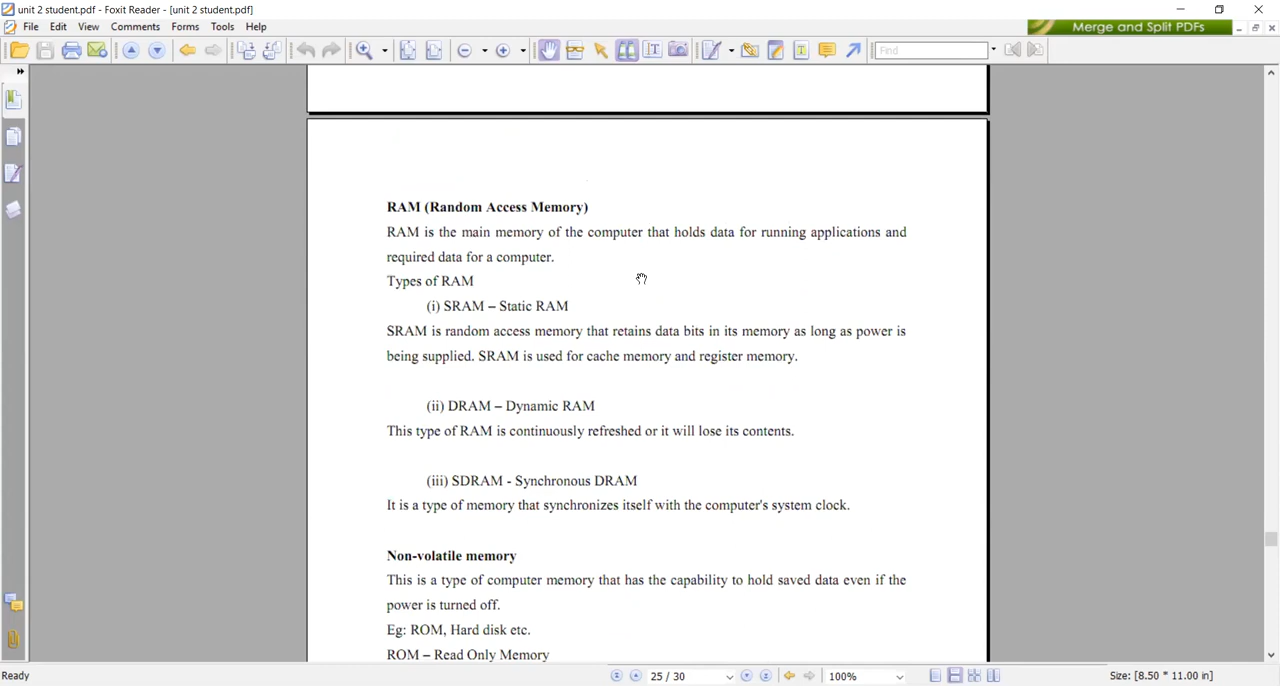 unit 2 student.pdf - Foxit Reader - [unit 2 student.pdf]
File Edit View Comments Forms Tools Help
Merge and Split PDFs
Find
RAM (Random Access Memory)
RAM is the main memory of the computer that holds data for running applications and
required data for a computer.
Types of RAM
(i) SRAM – Static RAM
SRAM is random access memory that retains data bits in its memory as long as power is
being supplied. SRAM is used for cache memory and register memory.
(ii) DRAM – Dynamic RAM
This type of RAM is continuously refreshed or it will lose its contents.
(iii) SDRAM - Synchronous DRAM
It is a type of memory that synchronizes itself with the computer's system clock.
Non-volatile memory
This is a type of computer memory that has the capability to hold saved data even if the
power is turned off.
Eg: ROM, Hard disk etc.
ROM – Read Only Memory
Ready 25 / 30 100% Size: [8.50 * 11.00 in]